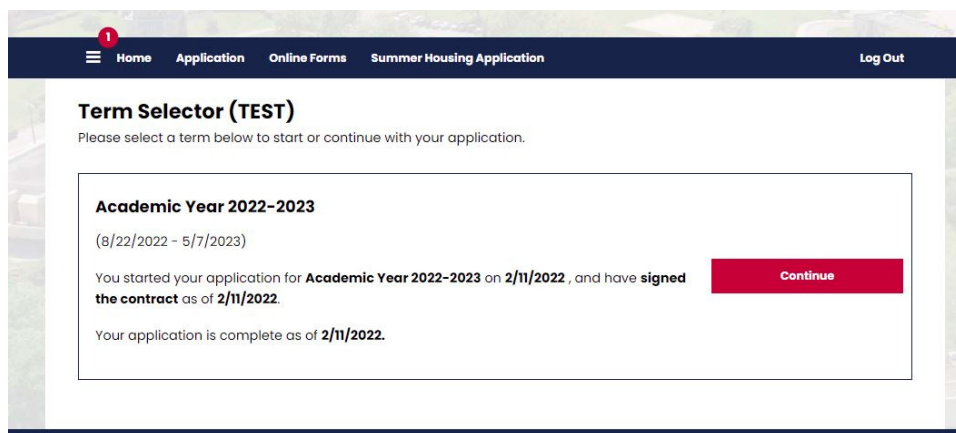 1
Home Application Online Forms Summer Housing Application Log Out
Term Selector (TEST)
Please select a term below to start or continue with your application.
Academic Year 2022-2023
(8/22/2022 - 5/7/2023)
You started your application for Academic Year 2022-2023 on 2/11/2022 , and have signed
the contract as of 2/11/2022.
Continue
Your application is complete as of 2/11/2022.